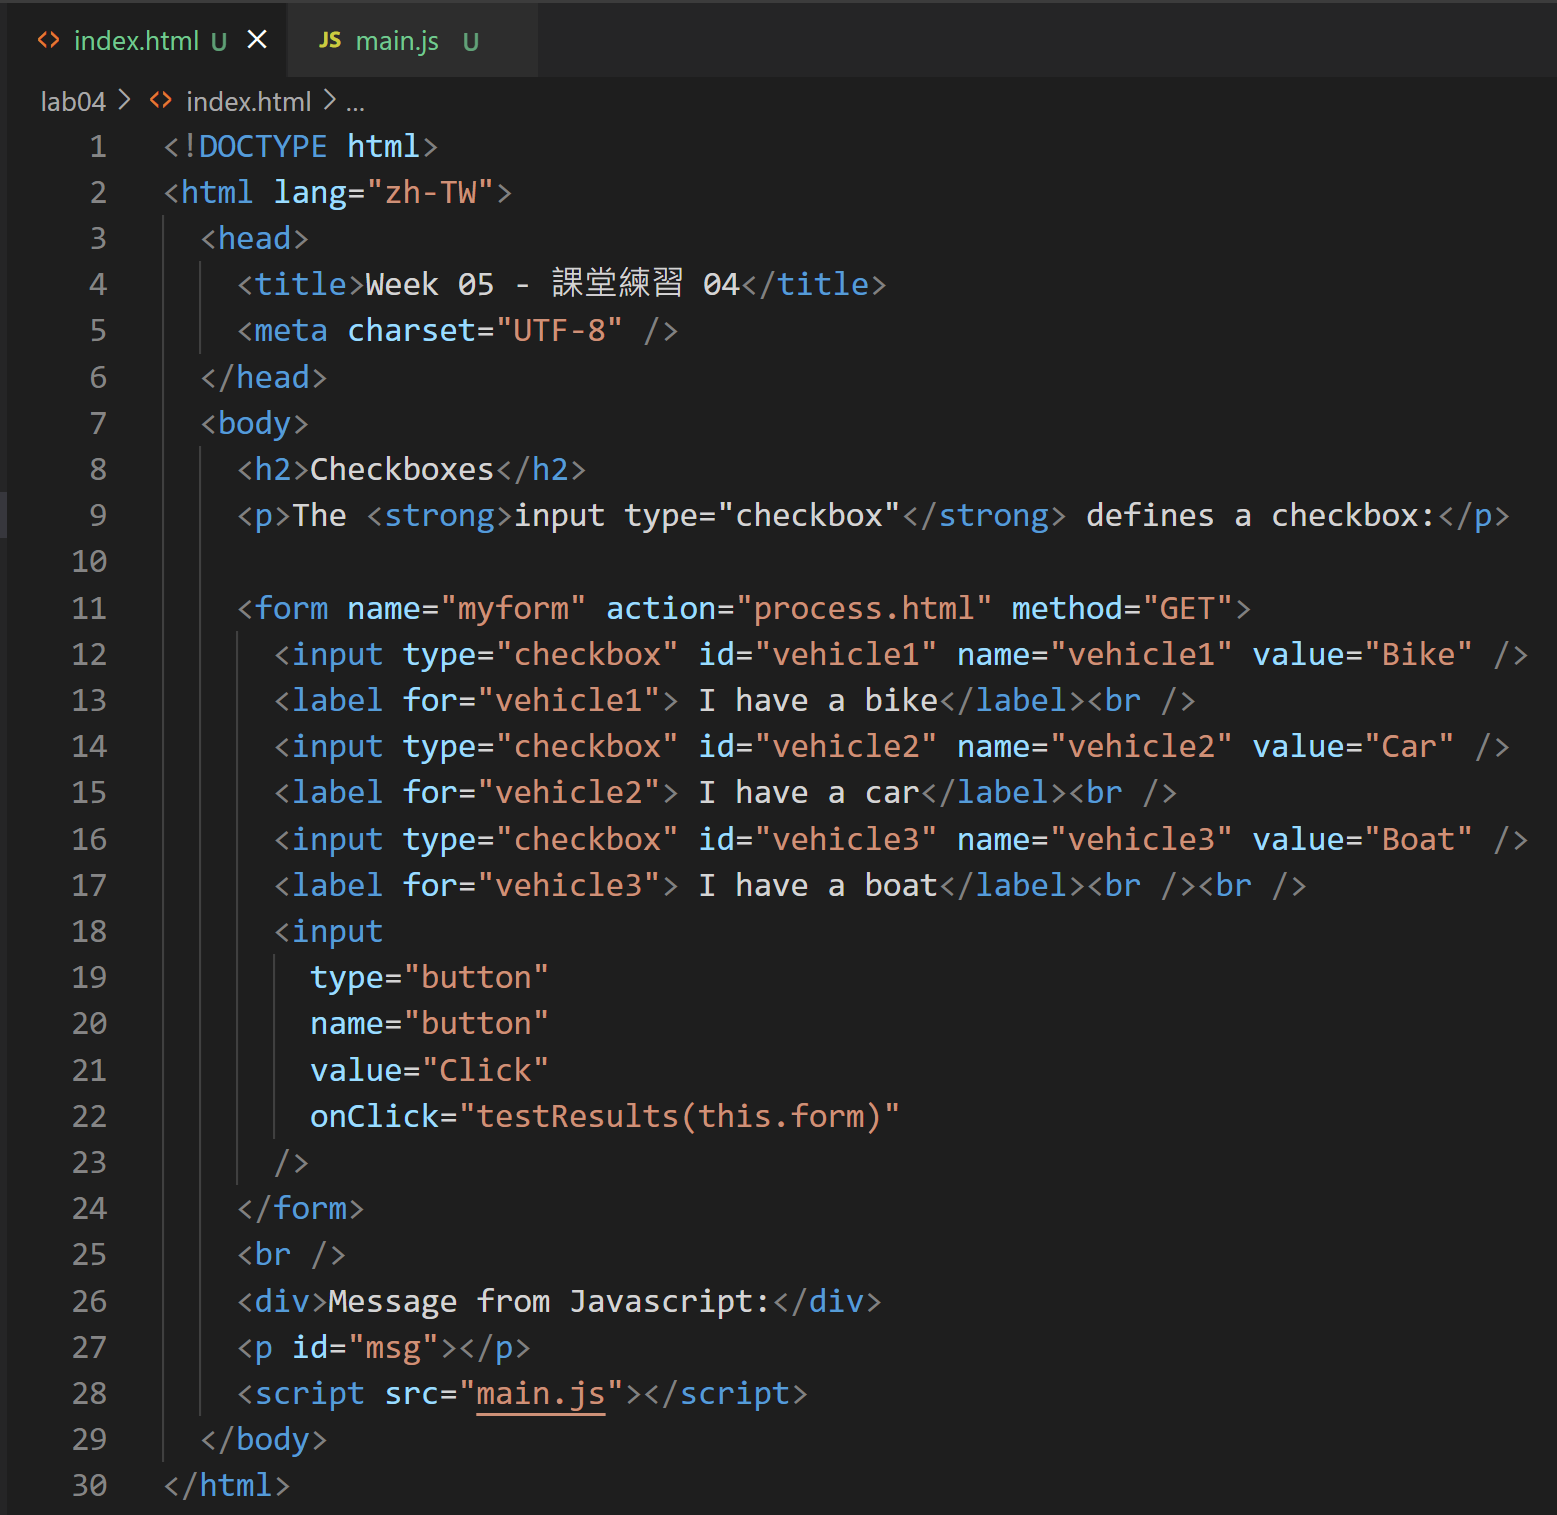 index.html U × JS main.js U
lab04 > <> index.html > ...
1 <!DOCTYPE html>
2 <html lang="zh-TW">
3   <head>
4     <title>Week 05 - 課堂練習 04</title>
5     <meta charset="UTF-8" />
6   </head>
7   <body>
8     <h2>Checkboxes</h2>
9     <p>The <strong>input type="checkbox"</strong> defines a checkbox:</p>
10
11     <form name="myform" action="process.html" method="GET">
12       <input type="checkbox" id="vehicle1" name="vehicle1" value="Bike" />
13       <label for="vehicle1"> I have a bike</label><br />
14       <input type="checkbox" id="vehicle2" name="vehicle2" value="Car" />
15       <label for="vehicle2"> I have a car</label><br />
16       <input type="checkbox" id="vehicle3" name="vehicle3" value="Boat" />
17       <label for="vehicle3"> I have a boat</label><br /><br />
18       <input
19         type="button"
20         name="button"
21         value="Click"
22         onClick="testResults(this.form)"
23       />
24     </form>
25     <br />
26     <div>Message from Javascript:</div>
27     <p id="msg"></p>
28     <script src="main.js"></script>
29   </body>
30 </html>